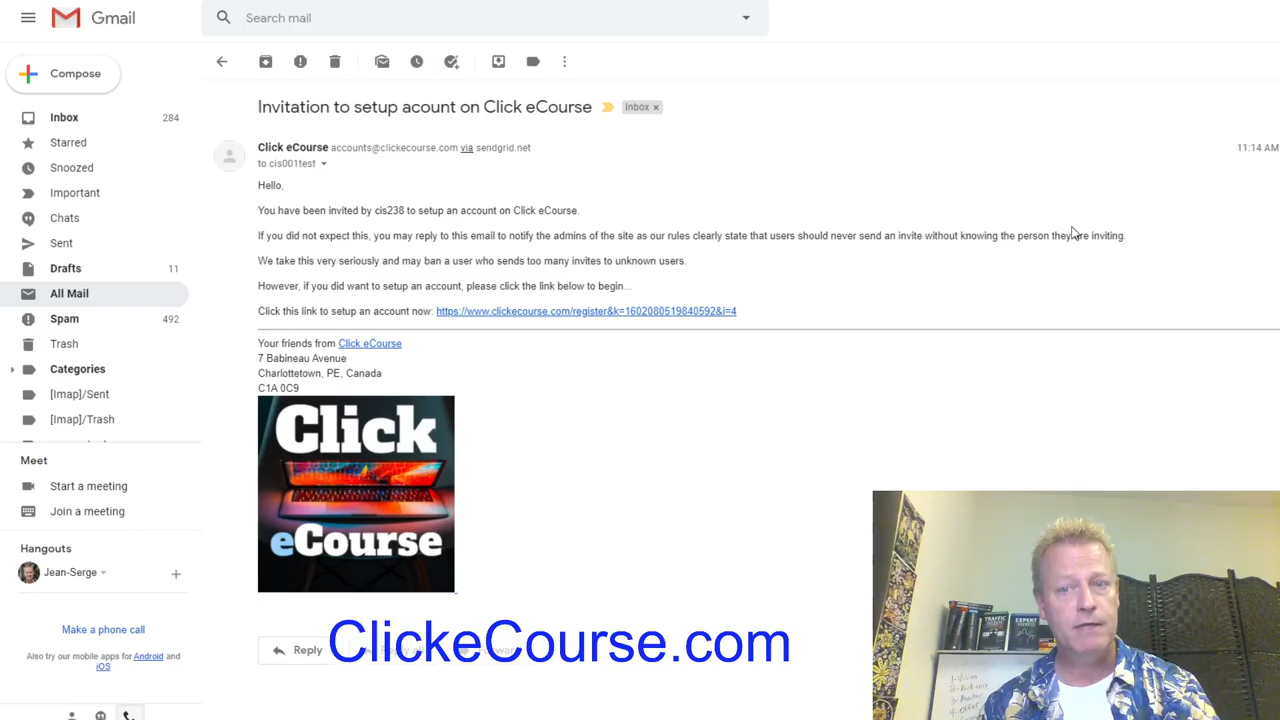 Gmail
Search mail
Compose
Inbox 284
Starred
Snoozed
Important
Chats
Sent
Drafts 11
All Mail
Spam 492
Trash
Categories
[Imap]/Sent
[Imap]/Trash
Meet
Start a meeting
Join a meeting
Hangouts
Jean-Serge
Make a phone call
Also try our mobile apps for Android and
iOS
Invitation to setup acount on Click eCourse Inbox x
Click eCourse accounts@clickecourse.com via sendgrid.net 11:14 AM
to cis001test
Hello,
You have been invited by cis238 to setup an account on Click eCourse.
If you did not expect this, you may reply to this email to notify the admins of the site as our rules clearly state that users should never send an invite without knowing the person they're inviting.
We take this very seriously and may ban a user who sends too many invites to unknown users.
However, if you did want to setup an account, please click the link below to begin...
Click this link to setup an account now: https://www.clickecourse.com/register&k=1602080519840592&i=4
Your friends from Click eCourse
7 Babineau Avenue
Charlottetown, PE, Canada
C1A 0C9
Click
eCourse
Reply
ClickeCourse.com
TRAFFIC
SECRETS
EXPERT
SECRETS
1-Vision